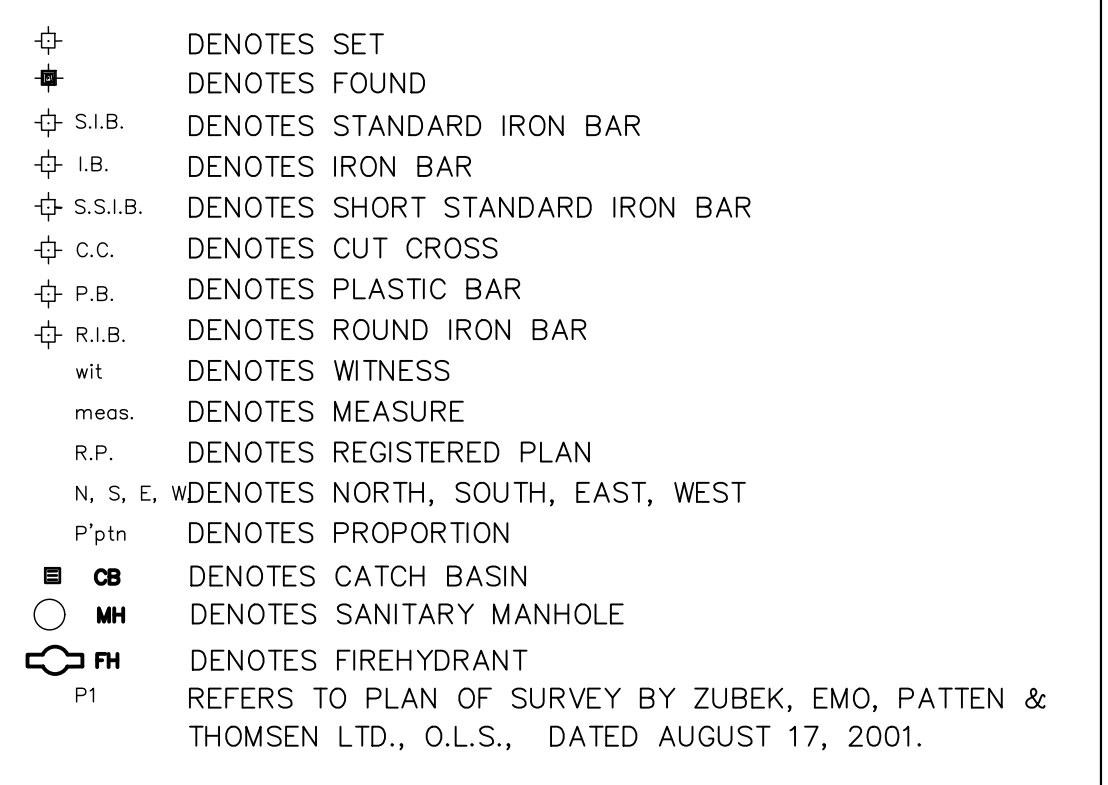 DENOTES SET
DENOTES FOUND
S.I.B. DENOTES STANDARD IRON BAR
I.B. DENOTES IRON BAR
S.S.I.B. DENOTES SHORT STANDARD IRON BAR
C.C. DENOTES CUT CROSS
P.B. DENOTES PLASTIC BAR
R.I.B. DENOTES ROUND IRON BAR
wit DENOTES WITNESS
meas. DENOTES MEASURE
R.P. DENOTES REGISTERED PLAN
N, S, E, W, DENOTES NORTH, SOUTH, EAST, WEST
P'ptn DENOTES PROPORTION
CB DENOTES CATCH BASIN
MH DENOTES SANITARY MANHOLE
FH DENOTES FIREHYDRANT
P1 REFERS TO PLAN OF SURVEY BY ZUBEK, EMO, PATTEN &
THOMSEN LTD., O.L.S., DATED AUGUST 17, 2001.